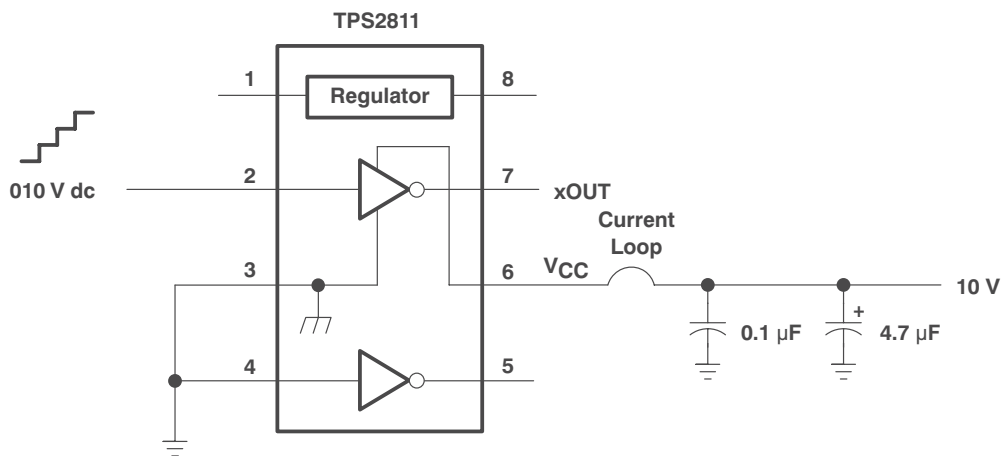 TPS2811
1
Regulator
8
010 V dc
2
7
xOUT
Current
Loop
3
6
VCC
10 V
+
0.1 μF
4.7 μF
4
5